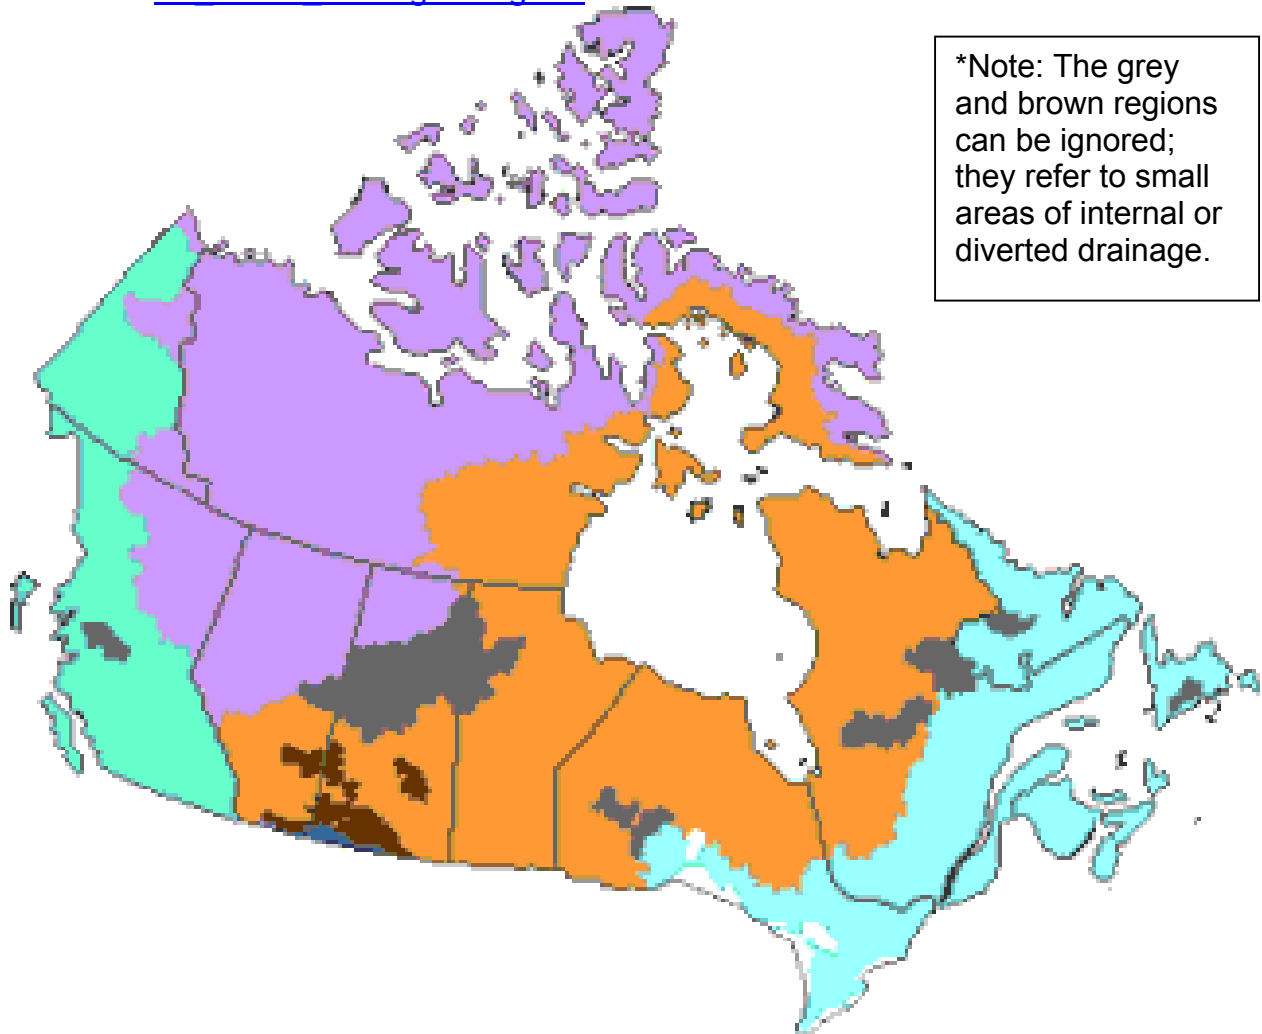 *Note: The grey
and brown regions
can be ignored;
they refer to small
areas of internal or
diverted drainage.